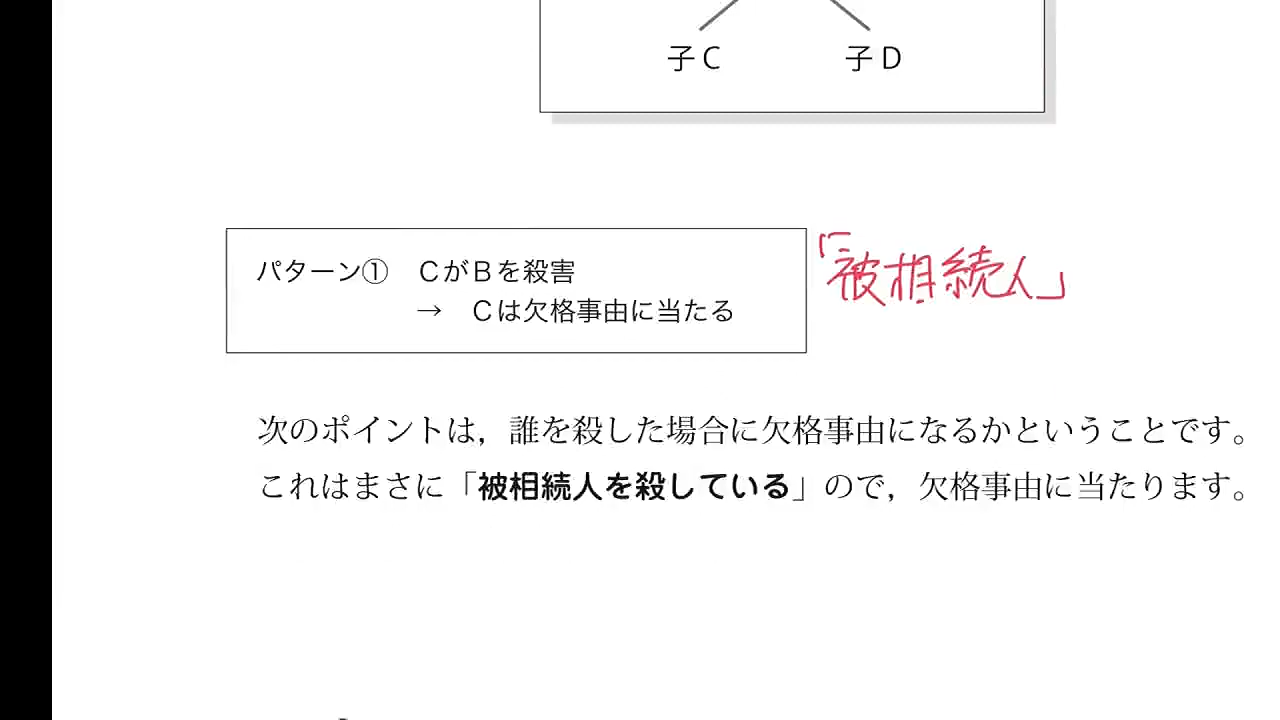 子C 子D
パターン① CがBを殺害 「被相続人」
→ Cは欠格事由に当たる
次のポイントは,誰を殺した場合に欠格事由になるかということです。
これはまさに「被相続人を殺している」ので,欠格事由に当たります。